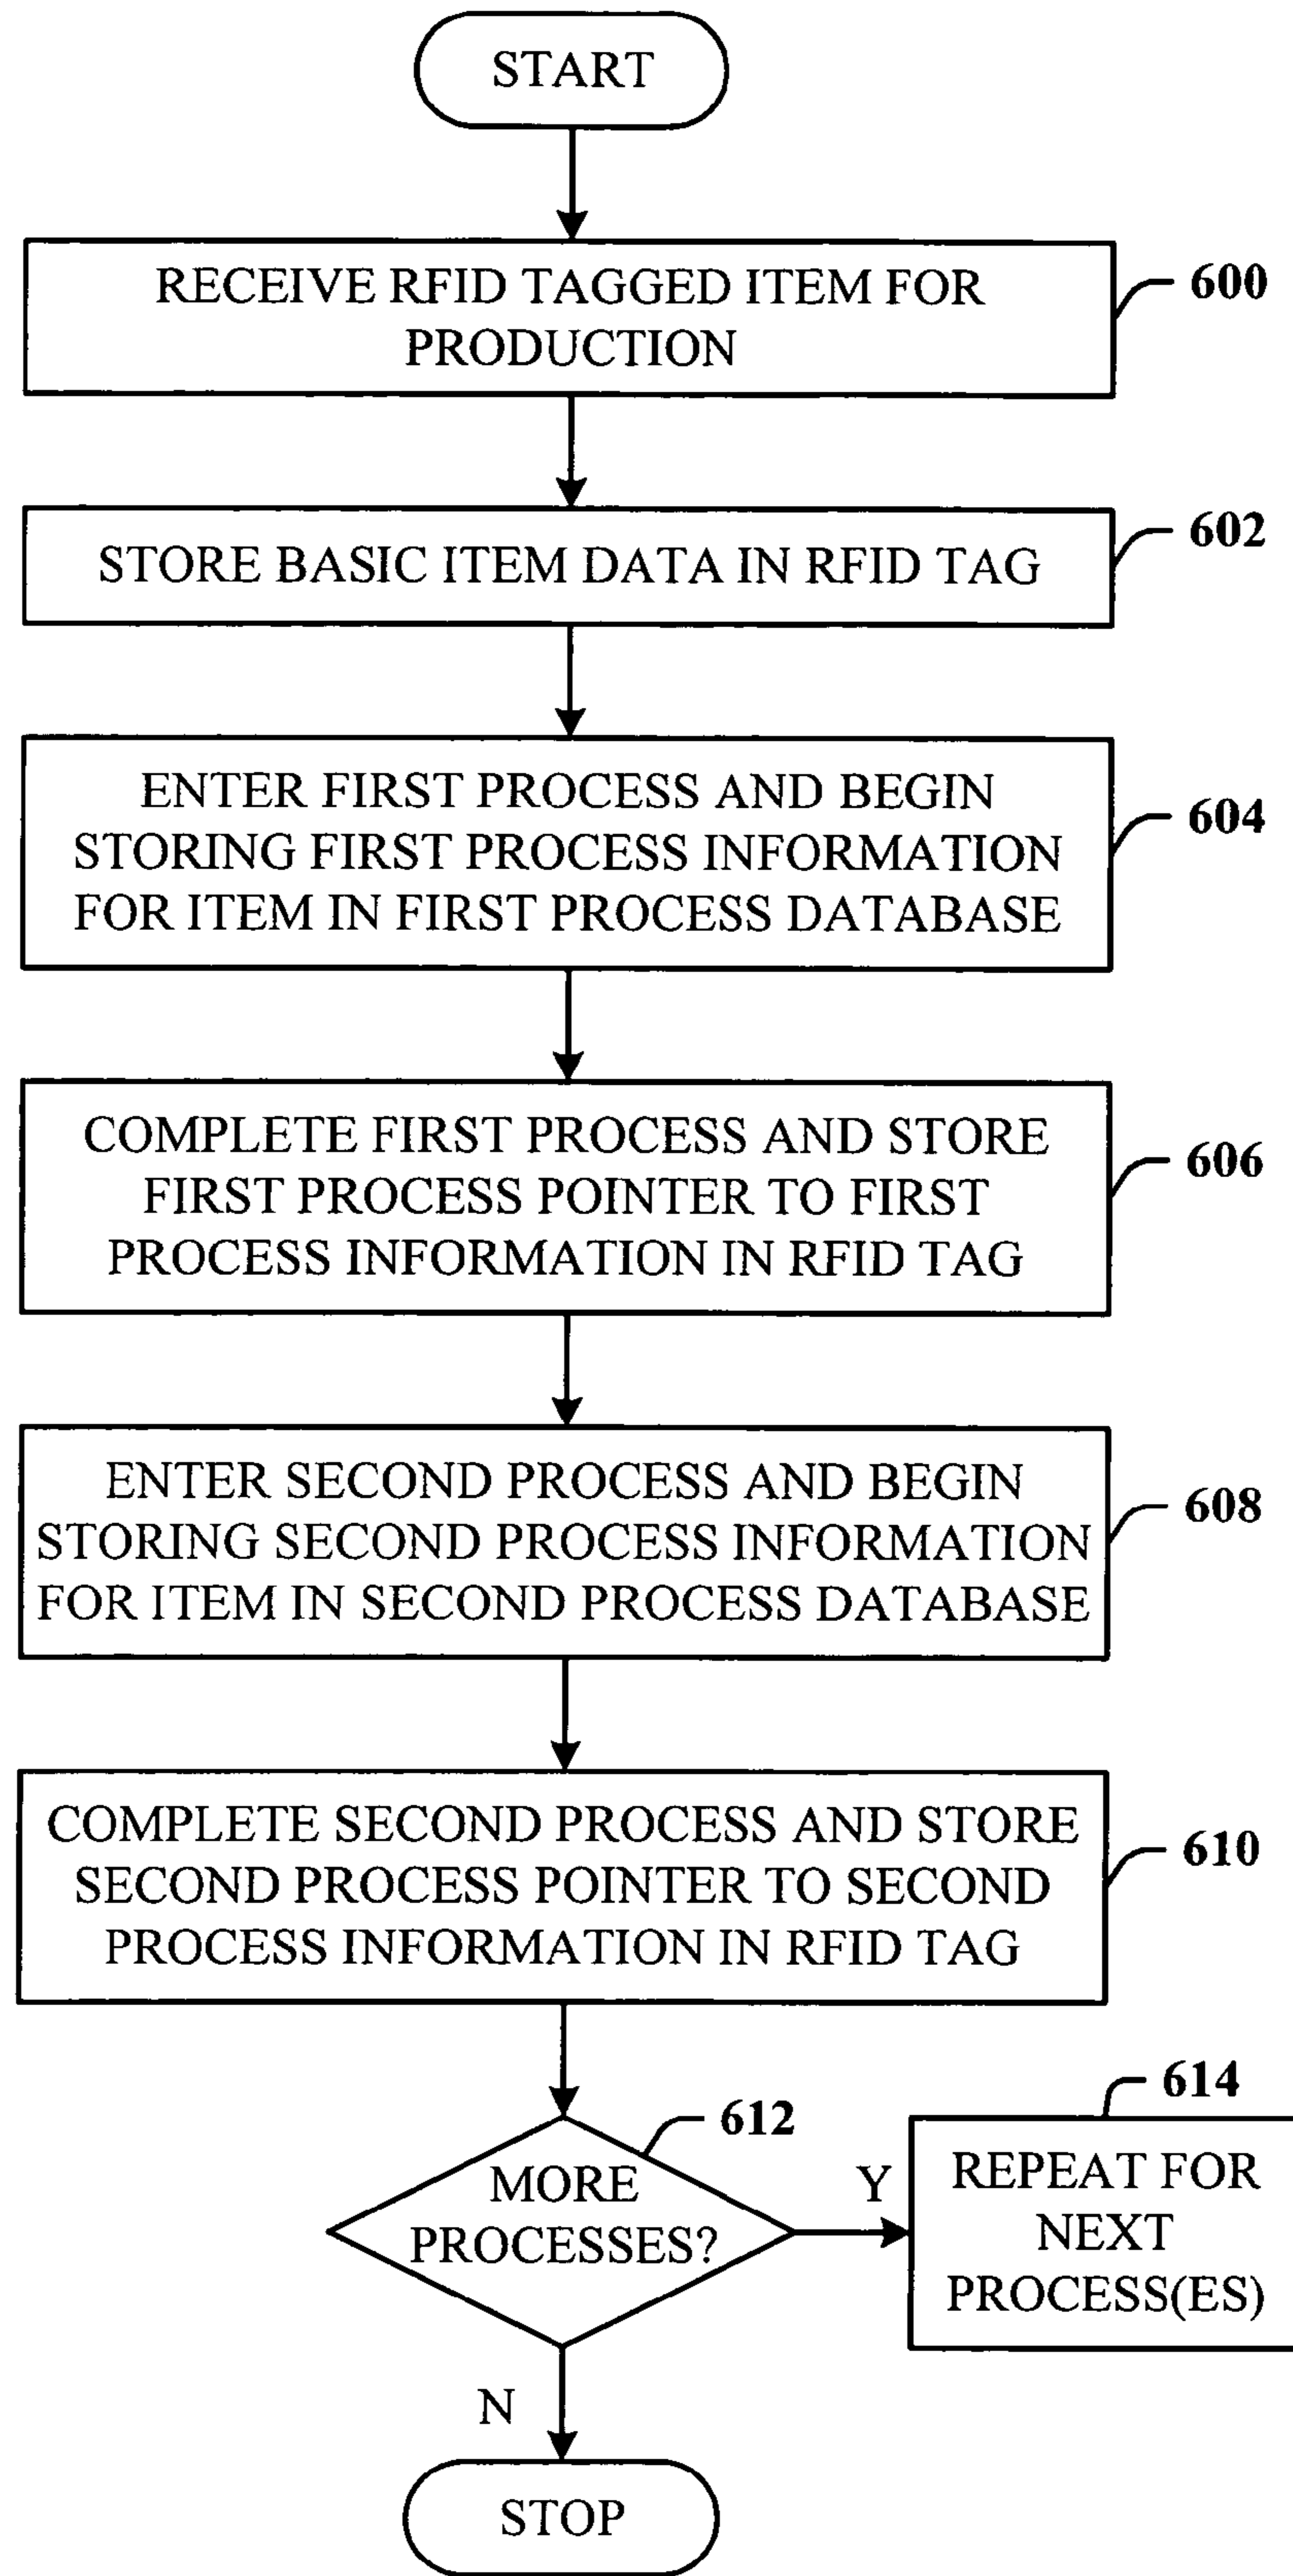 START
RECEIVE RFID TAGGED ITEM FOR
PRODUCTION
600
STORE BASIC ITEM DATA IN RFID TAG
602
ENTER FIRST PROCESS AND BEGIN
STORING FIRST PROCESS INFORMATION
FOR ITEM IN FIRST PROCESS DATABASE
604
COMPLETE FIRST PROCESS AND STORE
FIRST PROCESS POINTER TO FIRST
PROCESS INFORMATION IN RFID TAG
606
ENTER SECOND PROCESS AND BEGIN
STORING SECOND PROCESS INFORMATION
FOR ITEM IN SECOND PROCESS DATABASE
608
COMPLETE SECOND PROCESS AND STORE
SECOND PROCESS POINTER TO SECOND
PROCESS INFORMATION IN RFID TAG
610
MORE
PROCESSES?
612
Y
614
REPEAT FOR
NEXT
PROCESS(ES)
N
STOP